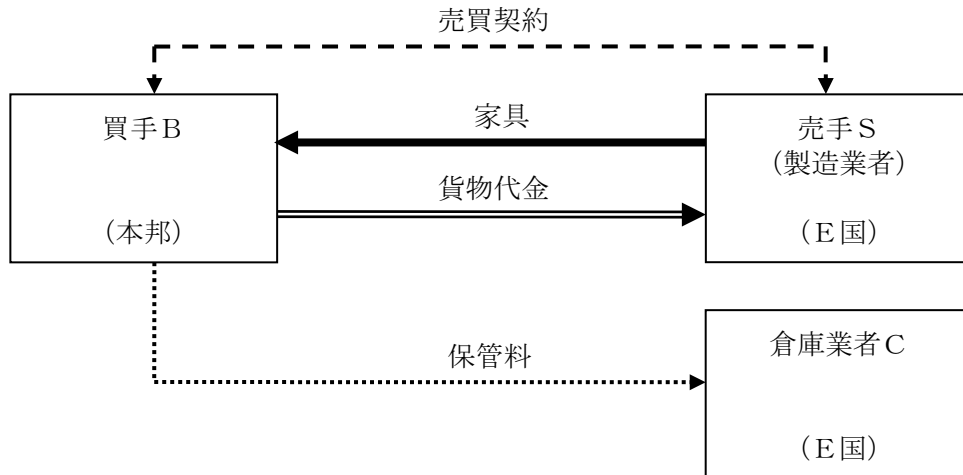 売買契約
買手Ｂ
(本邦)
家具
貨物代金
売手Ｓ
(製造業者)
(Ｅ国)
保管料
倉庫業者Ｃ
(Ｅ国)